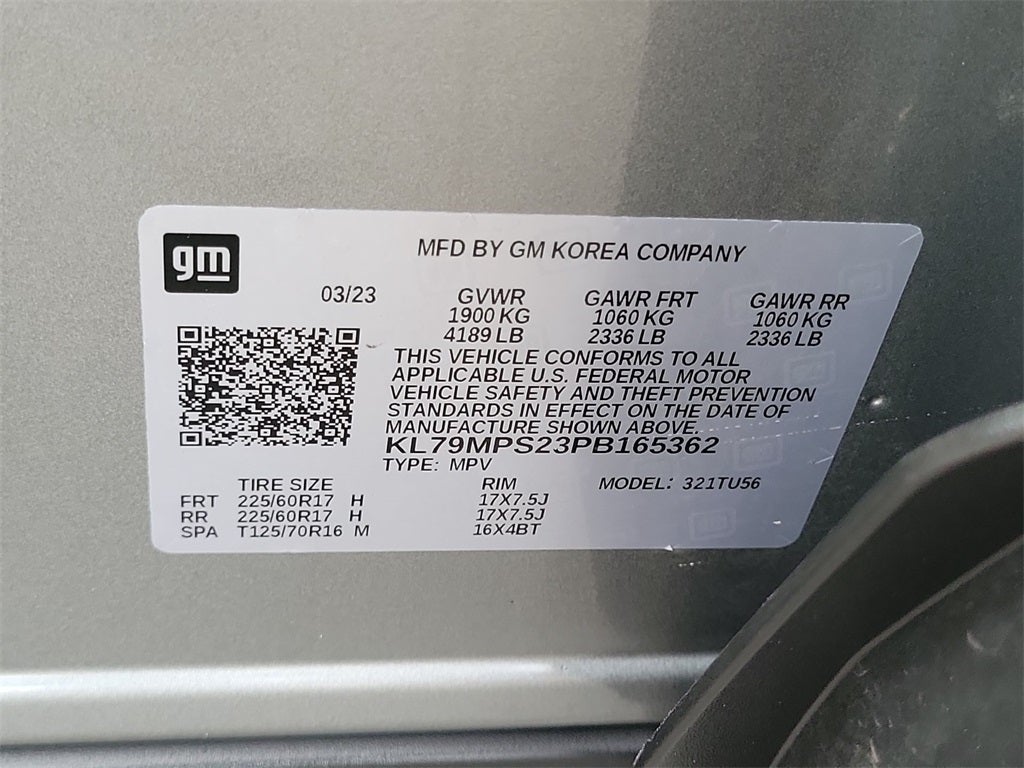 gm
MFD BY GM KOREA COMPANY
03/23 GVWR GAWR FRT GAWR RR
1900 KG 1060 KG 1060 KG
4189 LB 2336 LB 2336 LB
THIS VEHICLE CONFORMS TO ALL
APPLICABLE U.S. FEDERAL MOTOR
VEHICLE SAFETY AND THEFT PREVENTION
STANDARDS IN EFFECT ON THE DATE OF
MANUFACTURE SHOWN ABOVE.
KL79MPS23PB165362
TYPE: MPV
TIRE SIZE RIM MODEL: 321TU56
FRT 225/60R17 H 17X7.5J
RR 225/60R17 H 17X7.5J
SPA T125/70R16 M 16X4BT